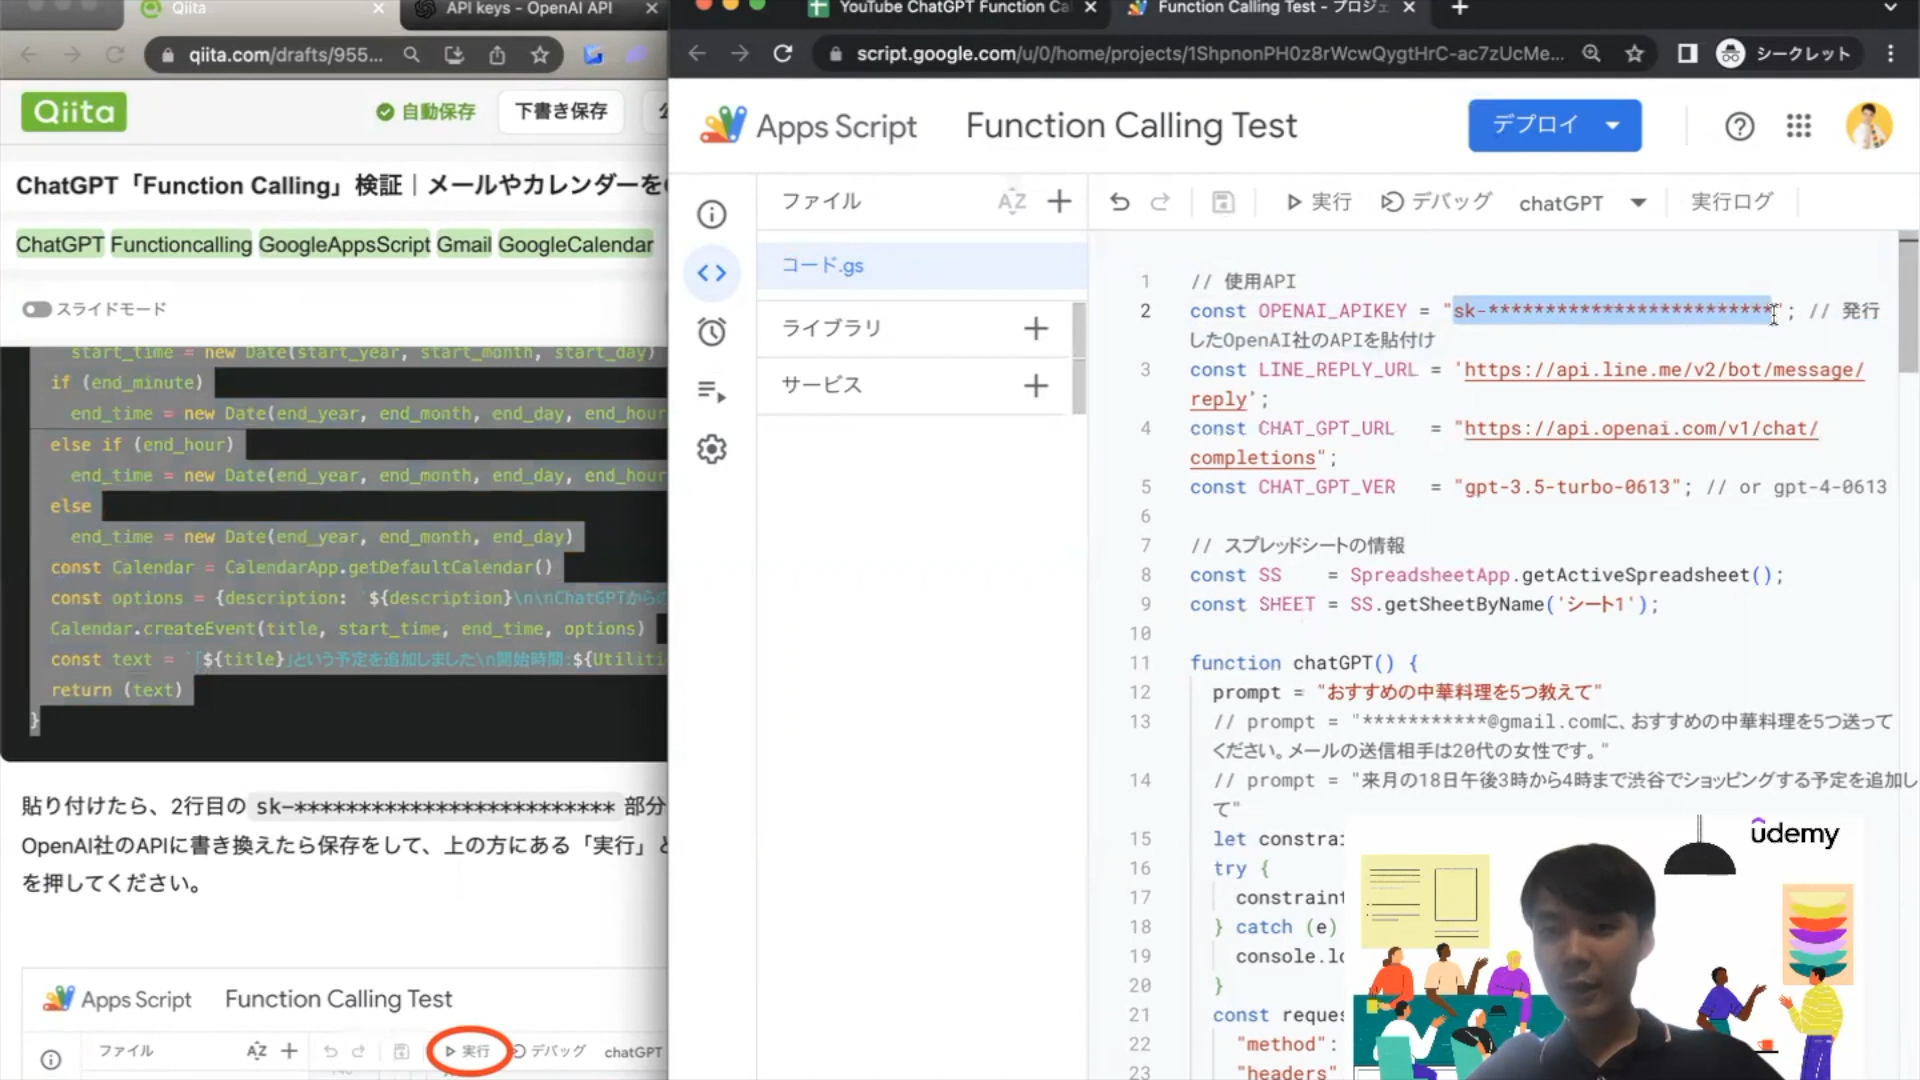 Qiita
API keys - OpenAI API
qiita.com/drafts/955...
Qiita
自動保存
下書き保存
ChatGPT「Function Calling」検証｜メールやカレンダーを
ChatGPT Functioncalling GoogleAppsScript Gmail GoogleCalendar
スライドモード
start_time = new Date(start_year, start_month, start_day)
if (end_minute)
end_time = new Date(end_year, end_month, end_day, end_hour
else if (end_hour)
end_time = new Date(end_year, end_month, end_day, end_hour
else
end_time = new Date(end_year, end_month, end_day)
const Calendar = CalendarApp.getDefaultCalendar()
const options = {description: `${description}\n\nChatGPTからの
Calendar.createEvent(title, start_time, end_time, options)
const text = `「${title}」という予定を追加しました\n開始時間:${Utiliti
return (text)
}
貼り付けたら、2行目の sk-************************* 部分
OpenAI社のAPIに書き換えたら保存をして、上の方にある「実行」と
を押してください。
Apps Script Function Calling Test
ファイル AZ 実行 デバッグ chatGPT
YouTube ChatGPT Function Ca
Function Calling Test - プロジェ
script.google.com/u/0/home/projects/1ShpnonPH0z8rWcwQygtHrC-ac7zUcMe...
シークレット
Apps Script Function Calling Test
デプロイ
ファイル AZ
コード.gs
ライブラリ
サービス
実行 デバッグ chatGPT 実行ログ
1 // 使用API
2 const OPENAI_APIKEY = "sk-*************************"; // 発行
したOpenAI社のAPIを貼付け
3 const LINE_REPLY_URL = 'https://api.line.me/v2/bot/message/
reply';
4 const CHAT_GPT_URL = "https://api.openai.com/v1/chat/
completions";
5 const CHAT_GPT_VER = "gpt-3.5-turbo-0613"; // or gpt-4-0613
6
7 // スプレッドシートの情報
8 const SS = SpreadsheetApp.getActiveSpreadsheet();
9 const SHEET = SS.getSheetByName('シート1');
10
11 function chatGPT() {
12 prompt = "おすすめの中華料理を5つ教えて"
13 // prompt = "***********@gmail.comに、おすすめの中華料理を5つ送って
ください。メールの送信相手は20代の女性です。"
14 // prompt = "来月の18日午後3時から4時まで渋谷でショッピングする予定を追加し
て"
15 let constrai
16 try {
17 constraint
18 } catch (e)
19 console.lo
20 }
21 const reques
22 "method":
23 "headers"
udemy